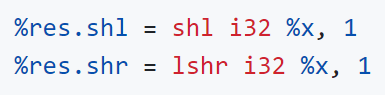 %res.shl = shl i32 %x, 1
%res.shr = lshr i32 %x, 1